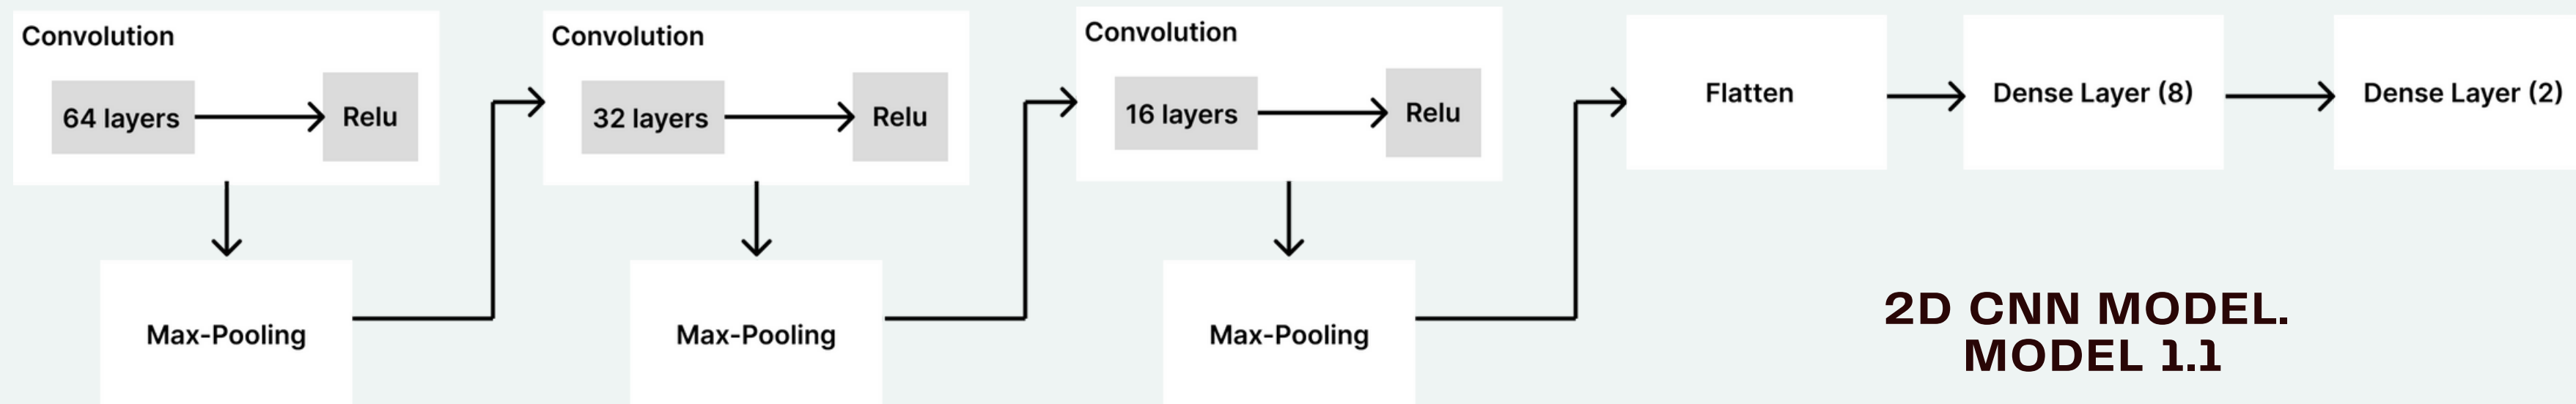 Convolution
64 layers
Relu
Max-Pooling
Convolution
32 layers
Relu
Max-Pooling
Convolution
16 layers
Relu
Max-Pooling
Flatten
Dense Layer (8)
Dense Layer (2)
2D CNN MODEL.
MODEL 1.1